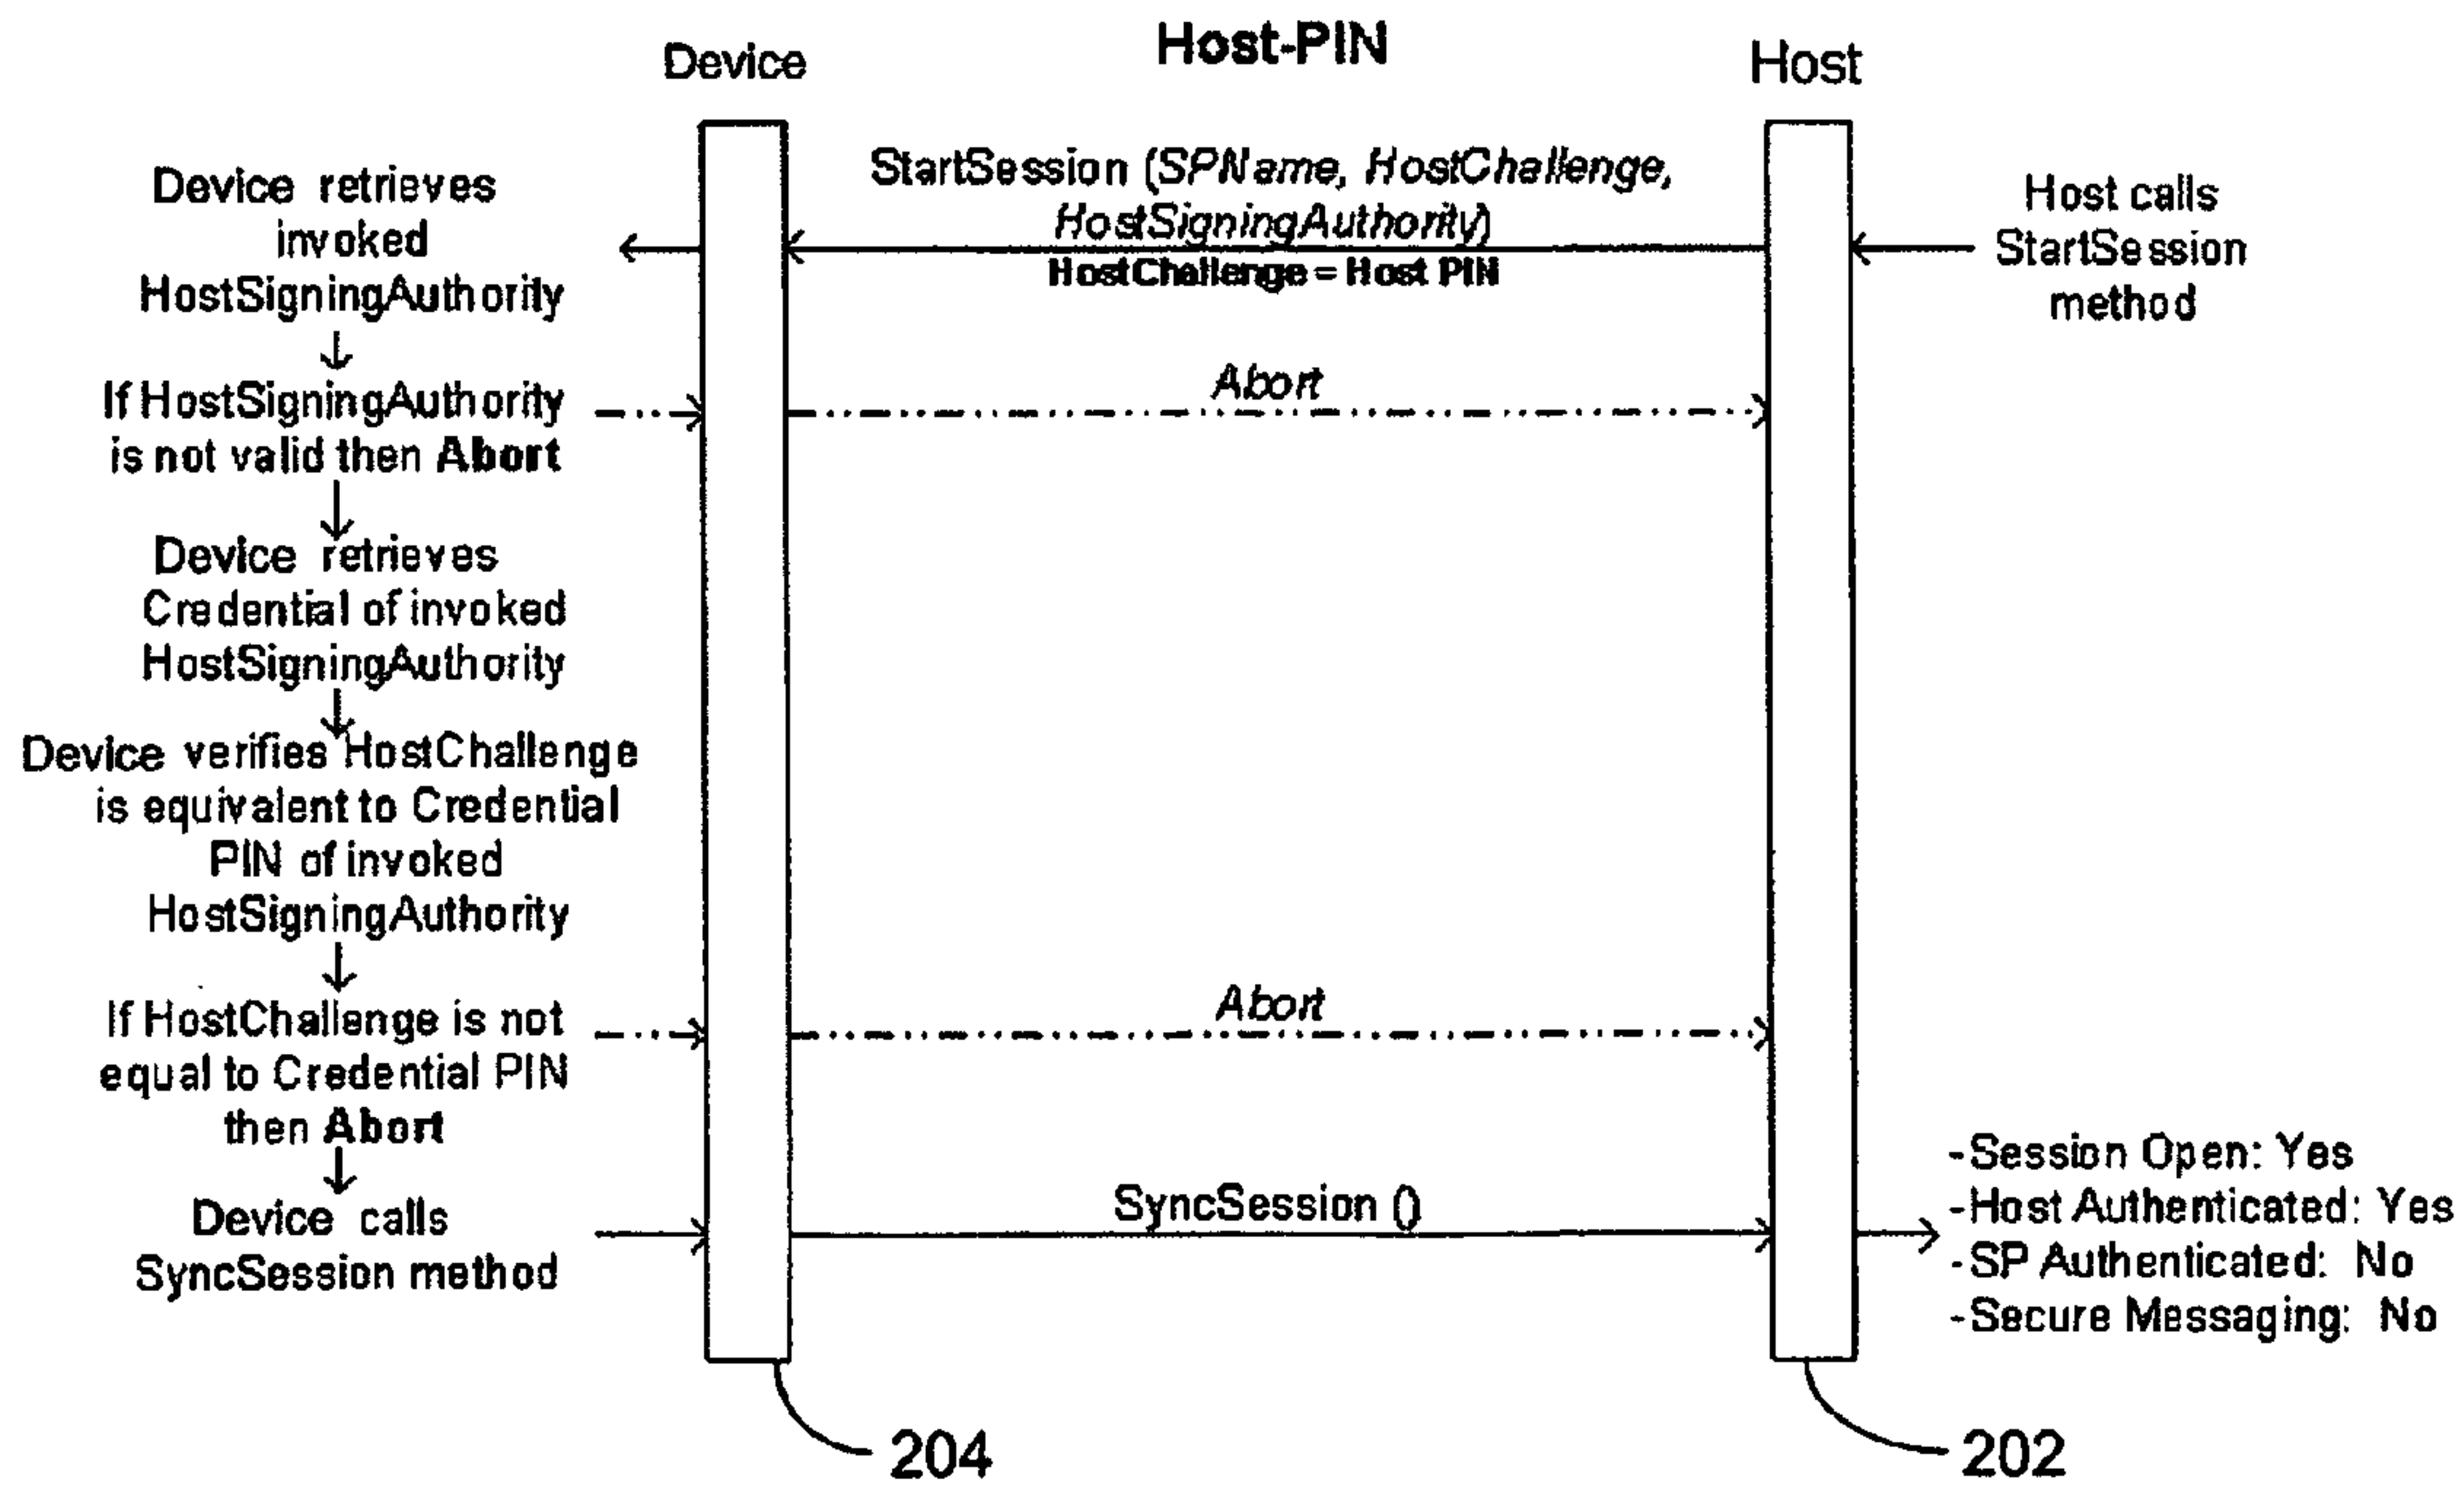 Host-PIN
Device
Host
Device retrieves
invoked
HostSigningAuthority
StartSession (SPName, HostChallenge,
HostSigningAuthority)
HostChallenge = Host PIN
Host calls
StartSession
method
If HostSigningAuthority
is not valid then Abort
Abort
Device retrieves
Credential of invoked
HostSigningAuthority
Device verifies HostChallenge
is equivalent to Credential
PIN of invoked
HostSigningAuthority
If HostChallenge is not
equal to Credential PIN
then Abort
Abort
Device calls
SyncSession method
SyncSession ()
-Session Open: Yes
-Host Authenticated: Yes
-SP Authenticated: No
-Secure Messaging: No
204
202